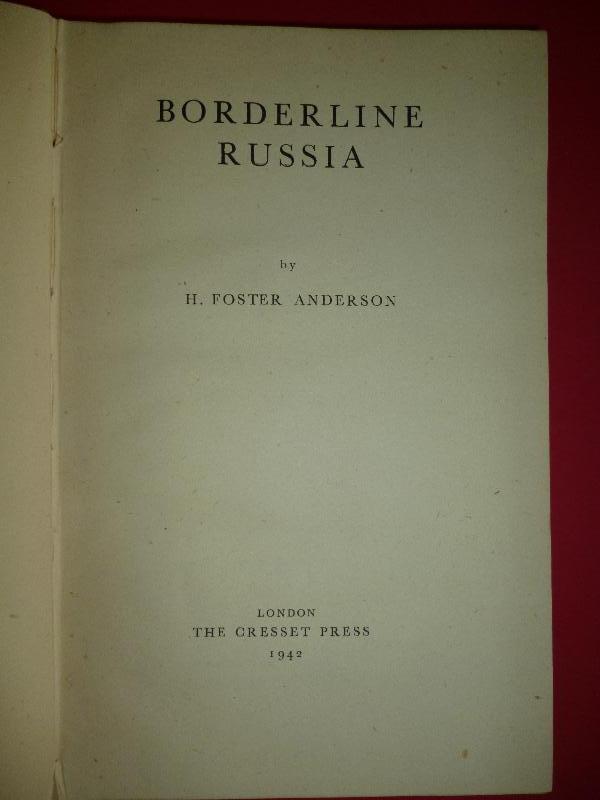 BORDERLINE
RUSSIA
by
H. FOSTER ANDERSON
LONDON
THE CRESSET PRESS
1942